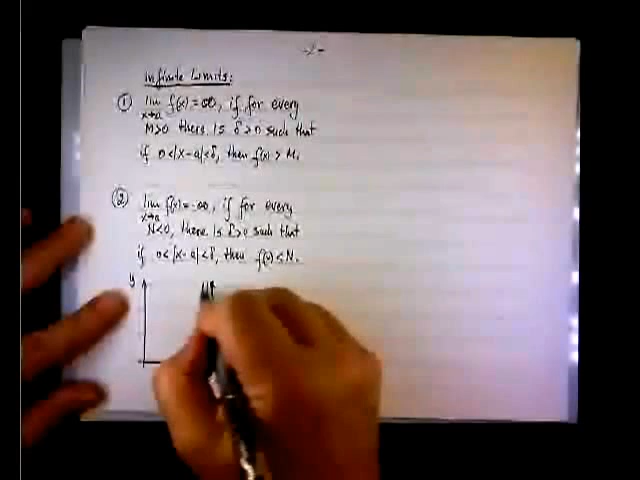 -2-
Infinite Limits:
① lim f(x)=∞, if for every
x→a
M>0 there is δ>0 such that
if 0<|x-a|<δ, then f(x)>M.
② lim f(x)=-∞, if for every
x→a
N<0, there is δ>0 such that
if 0<|x-a|<δ, then f(x)<N.
y